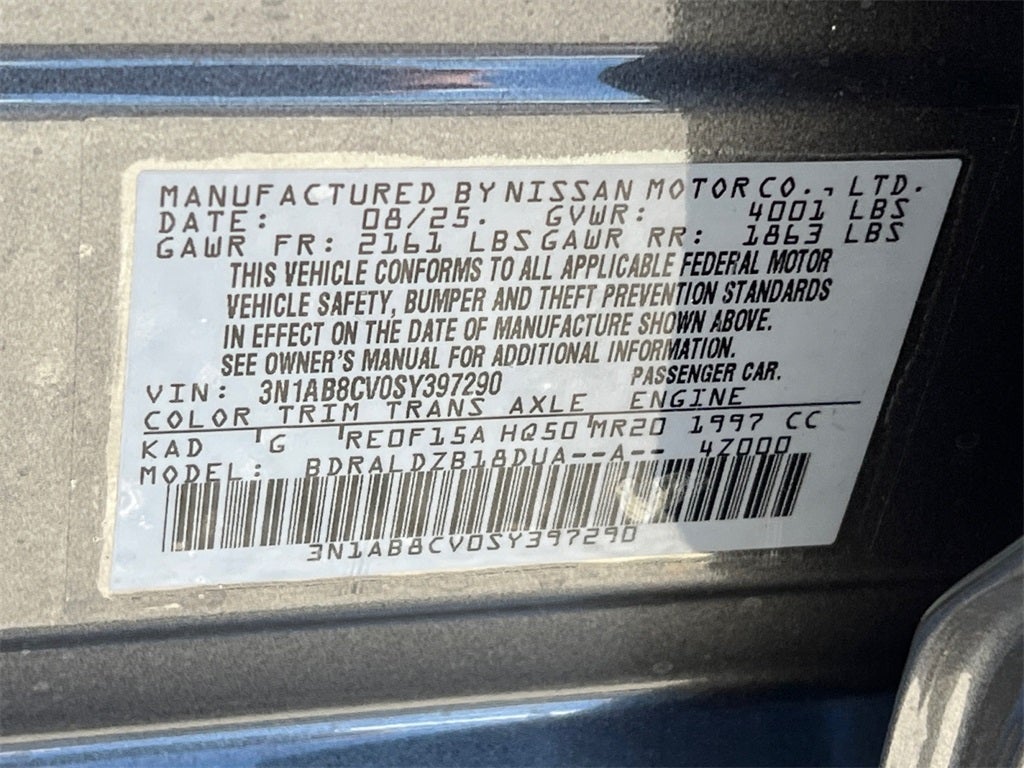 MANUFACTURED BY NISSAN MOTOR CO., LTD.
DATE: 08/25. GVWR: 4001 LBS
GAWR FR: 2161 LBS GAWR RR: 1863 LBS
THIS VEHICLE CONFORMS TO ALL APPLICABLE FEDERAL MOTOR
VEHICLE SAFETY, BUMPER AND THEFT PREVENTION STANDARDS
IN EFFECT ON THE DATE OF MANUFACTURE SHOWN ABOVE.
SEE OWNER'S MANUAL FOR ADDITIONAL INFORMATION.
VIN: 3N1AB8CV0SY397290 PASSENGER CAR.
COLOR TRIM TRANS AXLE ENGINE
KAD G RE0F15A HQ50 MR20 1997 CC
MODEL: BDRALDZB18DUA--A-- 4Z000
3N1AB8CV0SY397290